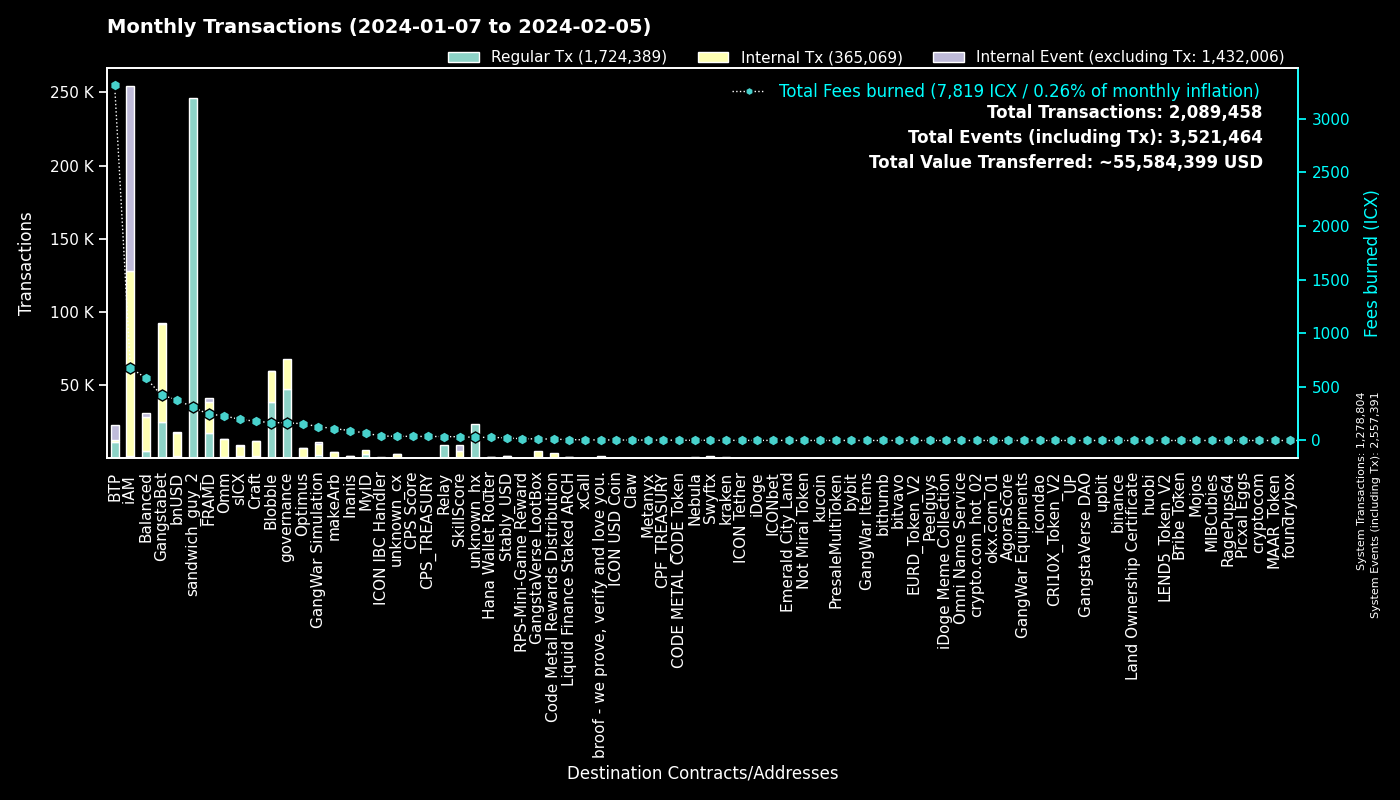 Monthly Transactions (2024-01-07 to 2024-02-05)
Regular Tx (1,724,389)
Internal Tx (365,069)
Internal Event (excluding Tx: 1,432,006)
Total Fees burned (7,819 ICX / 0.26% of monthly inflation)
Total Transactions: 2,089,458
Total Events (including Tx): 3,521,464
Total Value Transferred: ~55,584,399 USD
Transactions
250 K
200 K
150 K
100 K
50 K
3000
2500
2000
1500
1000
500
0
Fees burned (ICX)
System Transactions: 1,278,804
System Events (including Tx): 2,557,391
BTP
IAM
Balanced
GangstaBet
bnUSD
sandwich_guy_2
FRAMD
Omm
sICX
Craft
Blobble
governance
Optimus
GangWar Simulation
makeArb
Inanis
MyID
ICON IBC Handler
unknown_cx
CPS Score
CPS_TREASURY
Relay
SkillScore
unknown_hx
Hana Wallet Router
Stably_USD
RPS-Mini-Game Reward
GangstaVerse LootBox
Code Metal Rewards Distribution
Liquid Finance Staked ARCH
xCall
broof - we prove, verify and love you.
ICON USD Coin
Claw
Metanyx
CPF_TREASURY
CODE METAL CODE Token
Nebula
Swyftx
kraken
ICON Tether
iDoge
ICONbet
Emerald City Land
Not Mirai Token
kucoin
PresaleMultiToken
bybit
GangWar Items
bithumb
bitvavo
EURD_Token_V2
Peelguys
iDoge Meme Collection
Omni Name Service
crypto.com_hot_02
okx.com_01
AgoraScore
GangWar Equipments
icondao
CRI10X_Token_V2
UP
GangstaVerse_DAO
upbit
binance
Land Ownership Certificate
huobi
LEND5_Token_V2
Bribe Token
Mojos
MIBCubies
RagePups64
Picxal Eggs
cryptocom
MAAR_Token
foundrybox
Destination Contracts/Addresses